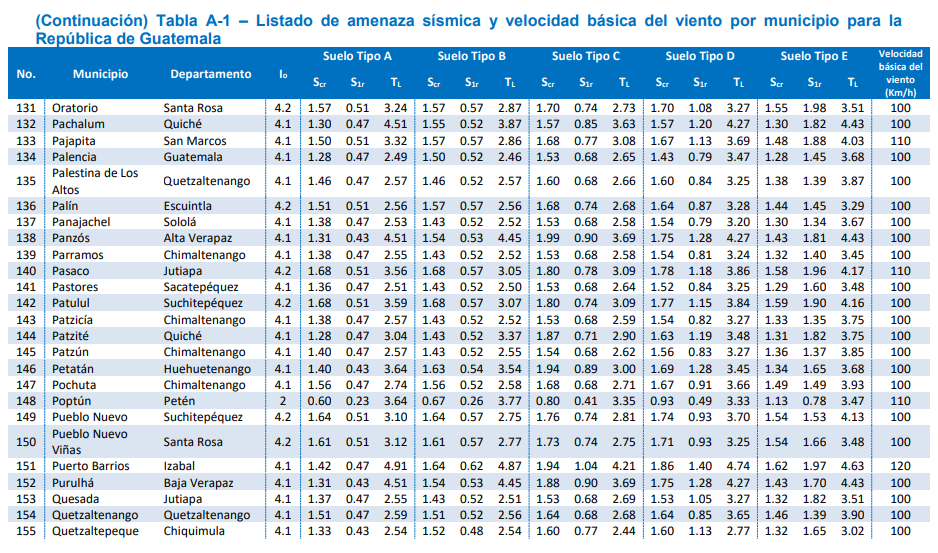 (Continuación) Tabla A-1 – Listado de amenaza sísmica y velocidad básica del viento por municipio para la
República de Guatemala
No. Municipio Departamento Io Suelo Tipo A Suelo Tipo B Suelo Tipo C Suelo Tipo D Suelo Tipo E Velocidad básica del viento (Km/h)
Scr S1r TL Scr S1r TL Scr S1r TL Scr S1r TL Scr S1r TL
131 Oratorio Santa Rosa 4.2 1.57 0.51 3.24 1.57 0.57 2.87 1.70 0.74 2.73 1.70 1.08 3.27 1.55 1.98 3.51 100
132 Pachalum Quiché 4.1 1.30 0.47 4.51 1.55 0.52 3.87 1.57 0.85 3.63 1.57 1.20 4.27 1.30 1.82 4.43 100
133 Pajapita San Marcos 4.1 1.50 0.51 3.32 1.57 0.57 2.86 1.68 0.77 3.08 1.67 1.13 3.69 1.48 1.88 4.03 110
134 Palencia Guatemala 4.1 1.28 0.47 2.49 1.50 0.52 2.46 1.53 0.68 2.65 1.43 0.79 3.47 1.28 1.45 3.68 100
135 Palestina de Los Altos Quetzaltenango 4.1 1.46 0.47 2.57 1.46 0.52 2.57 1.60 0.68 2.66 1.60 0.84 3.25 1.38 1.39 3.87 100
136 Palín Escuintla 4.2 1.51 0.51 2.56 1.57 0.57 2.56 1.68 0.74 2.68 1.64 0.87 3.28 1.44 1.45 3.29 100
137 Panajachel Sololá 4.1 1.38 0.47 2.53 1.43 0.52 2.52 1.53 0.68 2.58 1.54 0.79 3.20 1.30 1.34 3.67 100
138 Panzós Alta Verapaz 4.1 1.31 0.43 4.51 1.54 0.53 4.45 1.99 0.90 3.69 1.75 1.28 4.27 1.43 1.81 4.43 100
139 Parramos Chimaltenango 4.1 1.38 0.47 2.55 1.43 0.52 2.52 1.53 0.68 2.58 1.54 0.81 3.24 1.32 1.40 3.45 100
140 Pasaco Jutiapa 4.2 1.68 0.51 3.56 1.68 0.57 3.05 1.80 0.78 3.09 1.78 1.18 3.86 1.58 1.96 4.17 110
141 Pastores Sacatepéquez 4.1 1.36 0.47 2.51 1.43 0.52 2.50 1.53 0.68 2.64 1.52 0.84 3.25 1.29 1.60 3.48 100
142 Patulul Suchitepéquez 4.2 1.68 0.51 3.59 1.68 0.57 3.07 1.80 0.74 3.09 1.77 1.15 3.84 1.59 1.90 4.16 100
143 Patzicía Chimaltenango 4.1 1.38 0.47 2.57 1.43 0.52 2.52 1.53 0.68 2.59 1.54 0.82 3.27 1.33 1.35 3.75 100
144 Patzité Quiché 4.1 1.28 0.47 3.04 1.43 0.52 3.37 1.87 0.71 2.90 1.63 1.19 3.48 1.31 1.82 3.75 100
145 Patzún Chimaltenango 4.1 1.40 0.47 2.57 1.43 0.52 2.55 1.54 0.68 2.62 1.56 0.83 3.27 1.36 1.37 3.85 100
146 Petatán Huehuetenango 4.1 1.40 0.43 3.64 1.63 0.54 3.54 1.94 0.89 3.00 1.69 1.28 3.45 1.34 1.65 3.68 100
147 Pochuta Chimaltenango 4.1 1.56 0.47 2.74 1.56 0.52 2.58 1.68 0.68 2.71 1.67 0.91 3.66 1.49 1.49 3.93 100
148 Poptún Petén 2 0.60 0.23 3.64 0.67 0.26 3.77 0.80 0.41 3.35 0.93 0.49 3.33 1.13 0.78 3.47 110
149 Pueblo Nuevo Suchitepéquez 4.2 1.64 0.51 3.10 1.64 0.57 2.75 1.76 0.74 2.81 1.74 0.93 3.70 1.54 1.53 4.13 100
150 Pueblo Nuevo Viñas Santa Rosa 4.2 1.61 0.51 3.12 1.61 0.57 2.77 1.73 0.74 2.75 1.71 0.93 3.25 1.54 1.66 3.48 100
151 Puerto Barrios Izabal 4.1 1.42 0.47 4.91 1.64 0.62 4.87 1.94 1.04 4.21 1.86 1.40 4.74 1.62 1.97 4.63 120
152 Purulhá Baja Verapaz 4.1 1.31 0.43 4.51 1.54 0.53 4.45 1.88 0.90 3.69 1.75 1.28 4.27 1.43 1.70 4.43 100
153 Quesada Jutiapa 4.1 1.37 0.47 2.55 1.43 0.52 2.51 1.53 0.68 2.69 1.53 1.05 3.27 1.32 1.82 3.51 100
154 Quetzaltenango Quetzaltenango 4.1 1.51 0.47 2.59 1.51 0.52 2.56 1.64 0.68 2.68 1.64 0.85 3.65 1.46 1.39 3.90 100
155 Quetzaltepeque Chiquimula 4.1 1.33 0.43 2.54 1.52 0.48 2.54 1.60 0.77 2.44 1.60 1.13 2.77 1.32 1.65 3.02 100